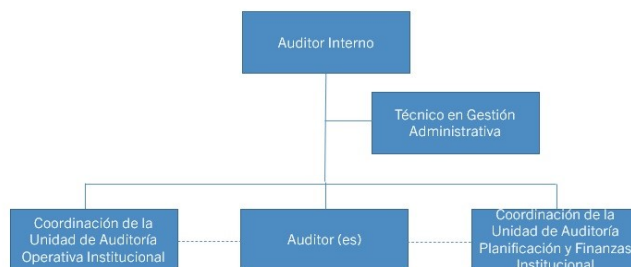 Auditor Interno
Técnico en Gestión
Administrativa
Coordinación de la
Unidad de Auditoría
Operativa Institucional
Auditor (es)
Coordinación de la
Unidad de Auditoría
Planificación y Finanzas
Institucional